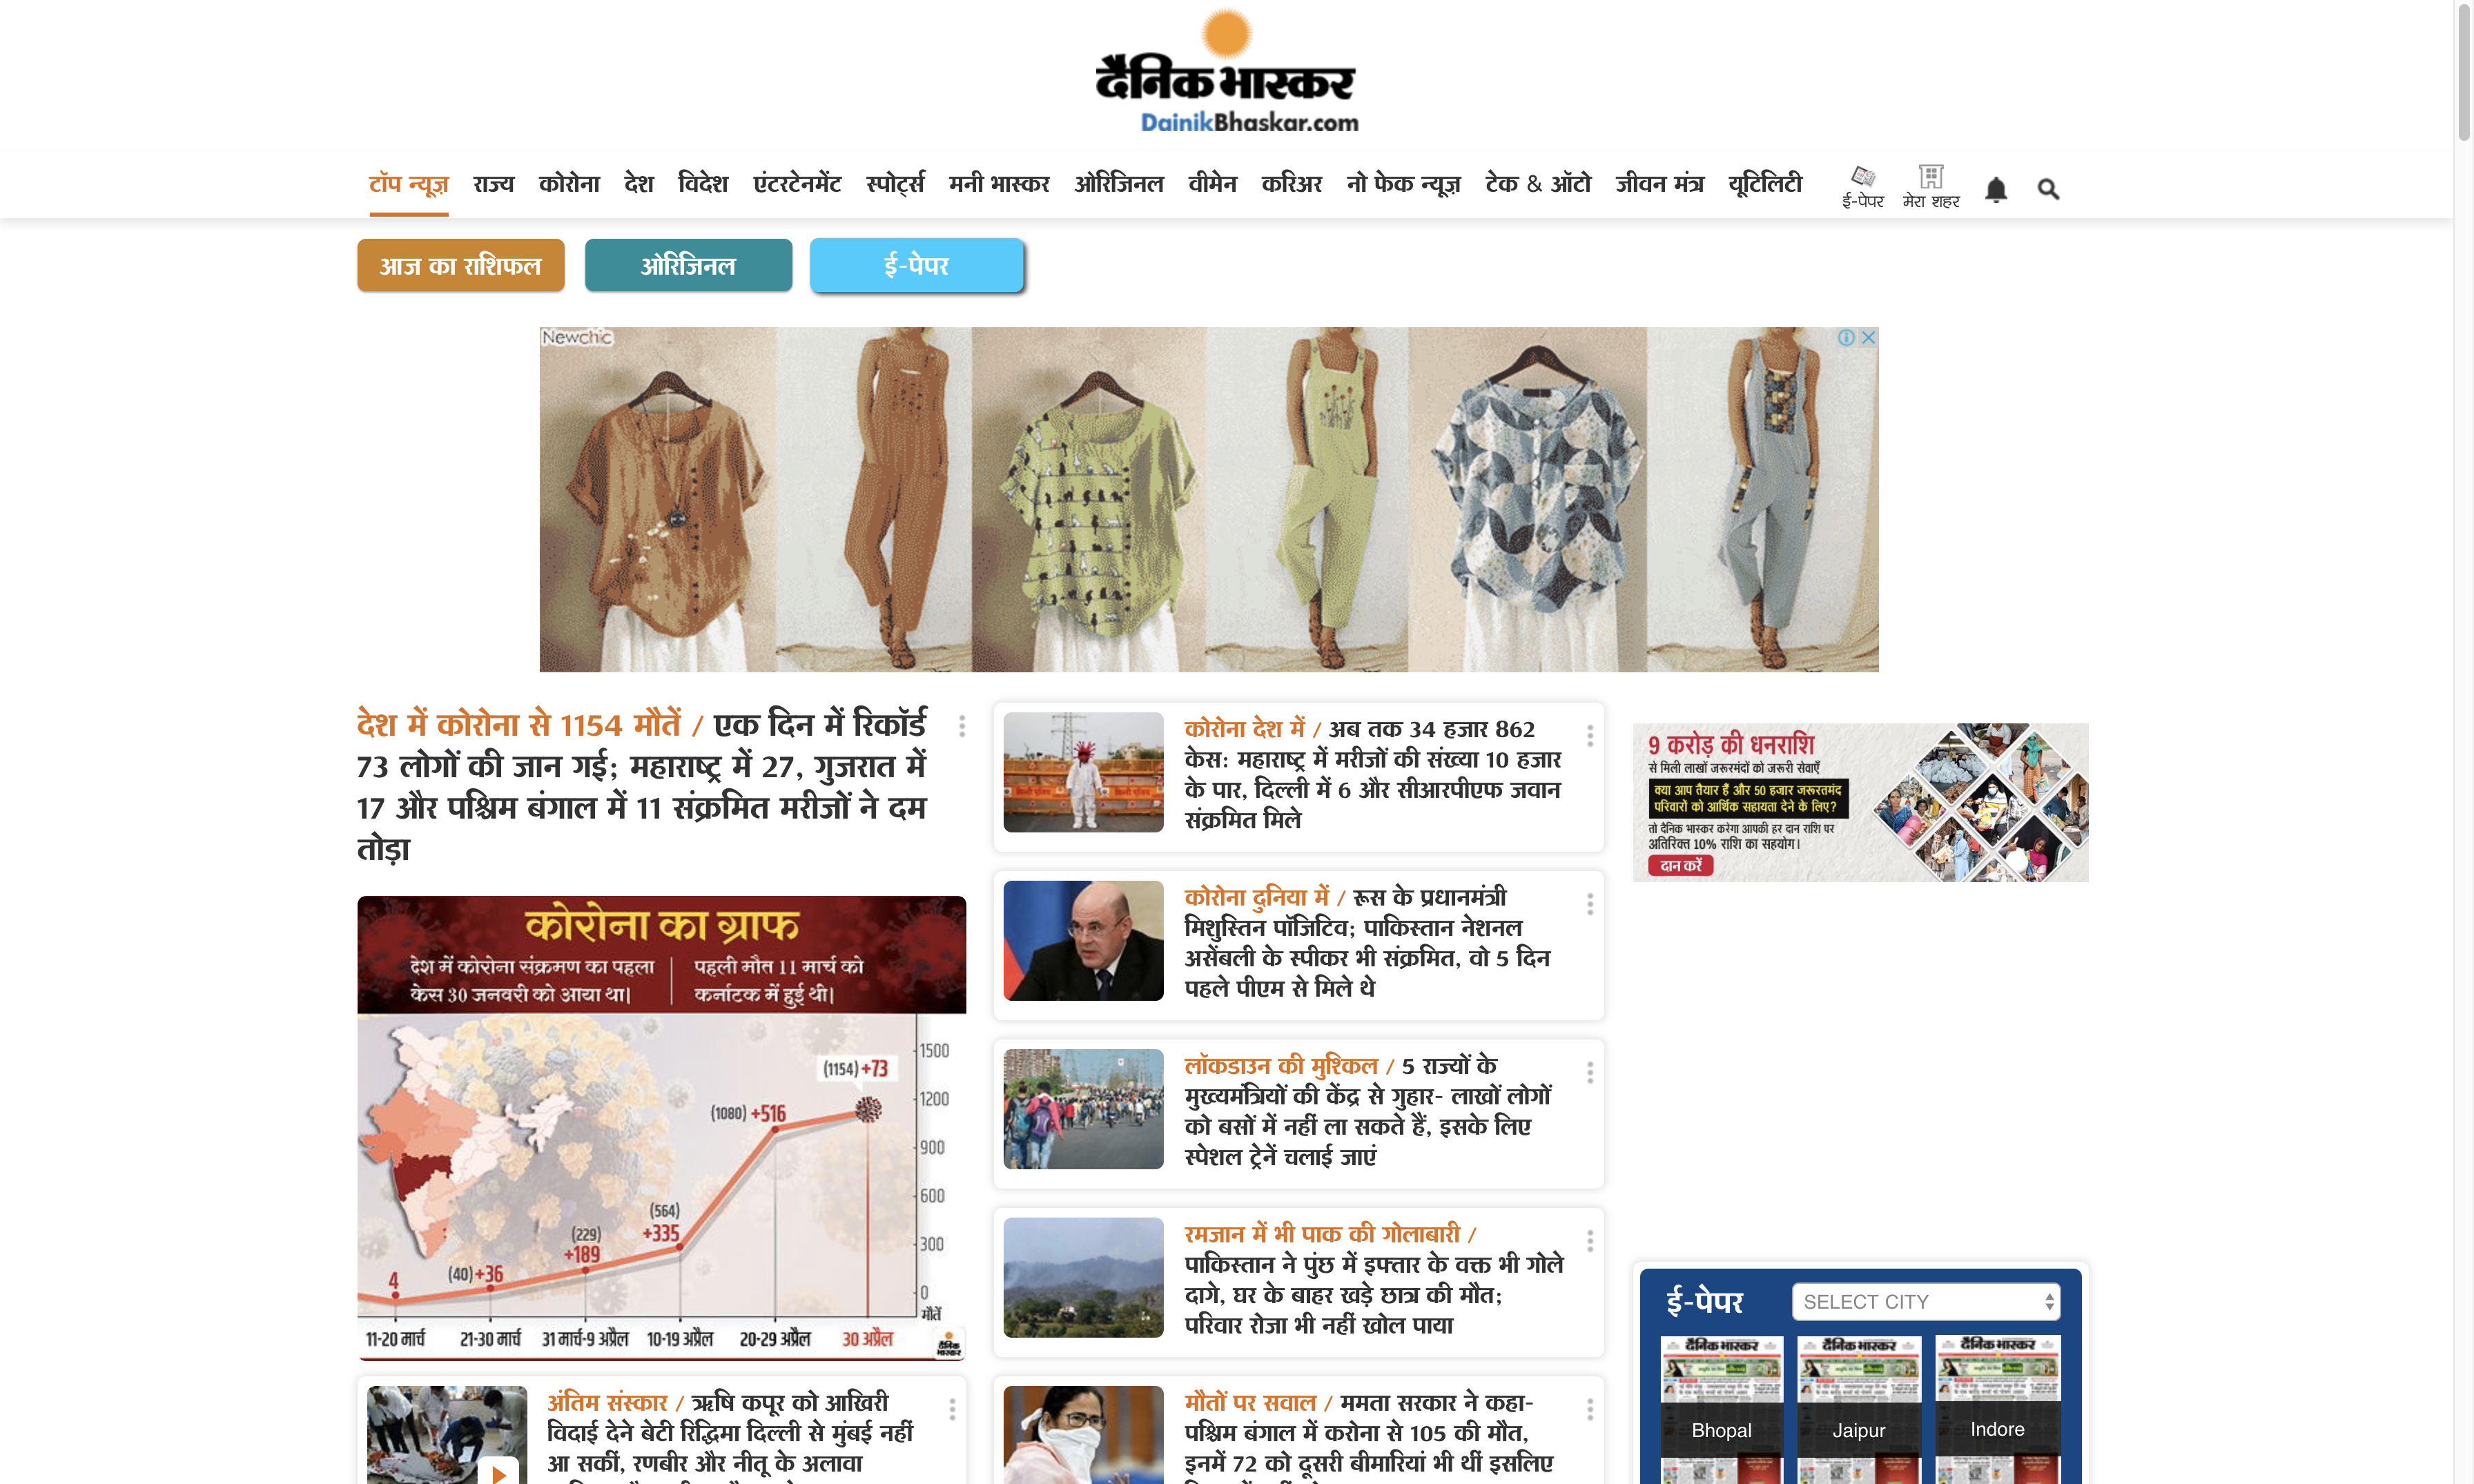 दैनिक भास्कर
DainikBhaskar.com
टॉप न्यूज़ राज्य कोरोना देश विदेश एंटरटेनमेंट स्पोर्ट्स मनी भास्कर ओरिजिनल वीमेन करिअर नो फेक न्यूज़ टेक & ऑटो जीवन मंत्र यूटिलिटी ई-पेपर मेरा शहर
आज का राशिफल ओरिजिनल ई-पेपर
Newchic
देश में कोरोना से 1154 मौतें / एक दिन में रिकॉर्ड
73 लोगों की जान गई; महाराष्ट्र में 27, गुजरात में
17 और पश्चिम बंगाल में 11 संक्रमित मरीजों ने दम
तोड़ा
कोरोना का ग्राफ
देश में कोरोना संक्रमण का पहला
केस 30 जनवरी को आया था।
पहली मौत 11 मार्च को
कर्नाटक में हुई थी।
1500
(1154) +73
1200
(1080) +516
900
600
(564)
+335
300
(229)
+189
(40) +36
4
0
मौतें
11-20 मार्च 21-30 मार्च 31 मार्च-9 अप्रैल 10-19 अप्रैल 20-29 अप्रैल 30 अप्रैल
दैनिक
भास्कर
अंतिम संस्कार / ऋषि कपूर को आखिरी
विदाई देने बेटी रिद्धिमा दिल्ली से मुंबई नहीं
आ सकीं, रणबीर और नीतू के अलावा
कोरोना देश में / अब तक 34 हजार 862
केस: महाराष्ट्र में मरीजों की संख्या 10 हजार
के पार, दिल्ली में 6 और सीआरपीएफ जवान
संक्रमित मिले
कोरोना दुनिया में / रूस के प्रधानमंत्री
मिशुस्तिन पॉजिटिव; पाकिस्तान नेशनल
असेंबली के स्पीकर भी संक्रमित, वो 5 दिन
पहले पीएम से मिले थे
लॉकडाउन की मुश्किल / 5 राज्यों के
मुख्यमंत्रियों की केंद्र से गुहार- लाखों लोगों
को बसों में नहीं ला सकते हैं, इसके लिए
स्पेशल ट्रेनें चलाई जाएं
रमजान में भी पाक की गोलाबारी /
पाकिस्तान ने पुंछ में इफ्तार के वक्त भी गोले
दागे, घर के बाहर खड़े छात्र की मौत;
परिवार रोजा भी नहीं खोल पाया
मौतों पर सवाल / ममता सरकार ने कहा-
पश्चिम बंगाल में करोना से 105 की मौत,
इनमें 72 को दूसरी बीमारियां भी थीं इसलिए
9 करोड़ की धनराशि
से मिली लाखों जरूरमंदों को जरूरी सेवाएँ
क्या आप तैयार हैं और 50 हजार जरूरतमंद
परिवारों को आर्थिक सहायता देने के लिए?
तो दैनिक भास्कर करेगा आपकी हर दान राशि पर
अतिरिक्त 10% राशि का सहयोग।
दान करें
ई-पेपर SELECT CITY
दैनिक भास्कर दैनिक भास्कर दैनिक भास्कर
Bhopal Jaipur Indore